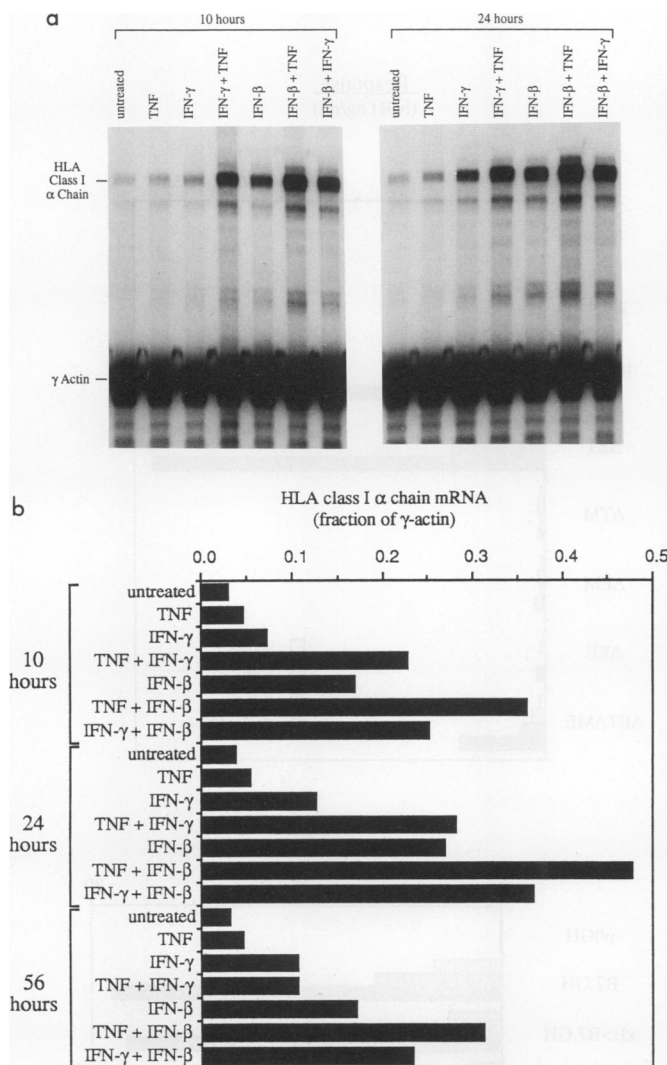 a
10 hours
24 hours
untreated
TNF
IFN-γ
IFN-γ + TNF
IFN-β
IFN-β + TNF
IFN-β + IFN-γ
untreated
TNF
IFN-γ
IFN-γ + TNF
IFN-β
IFN-β + TNF
IFN-β + IFN-γ
HLA
Class I
α Chain
γ Actin
b
HLA class I α chain mRNA
(fraction of γ-actin)
0.0 0.1 0.2 0.3 0.4 0.5
10
hours
untreated
TNF
IFN-γ
TNF + IFN-γ
IFN-β
TNF + IFN-β
IFN-γ + IFN-β
24
hours
untreated
TNF
IFN-γ
TNF + IFN-γ
IFN-β
TNF + IFN-β
IFN-γ + IFN-β
56
hours
untreated
TNF
IFN-γ
TNF + IFN-γ
IFN-β
TNF + IFN-β
IFN-γ + IFN-β